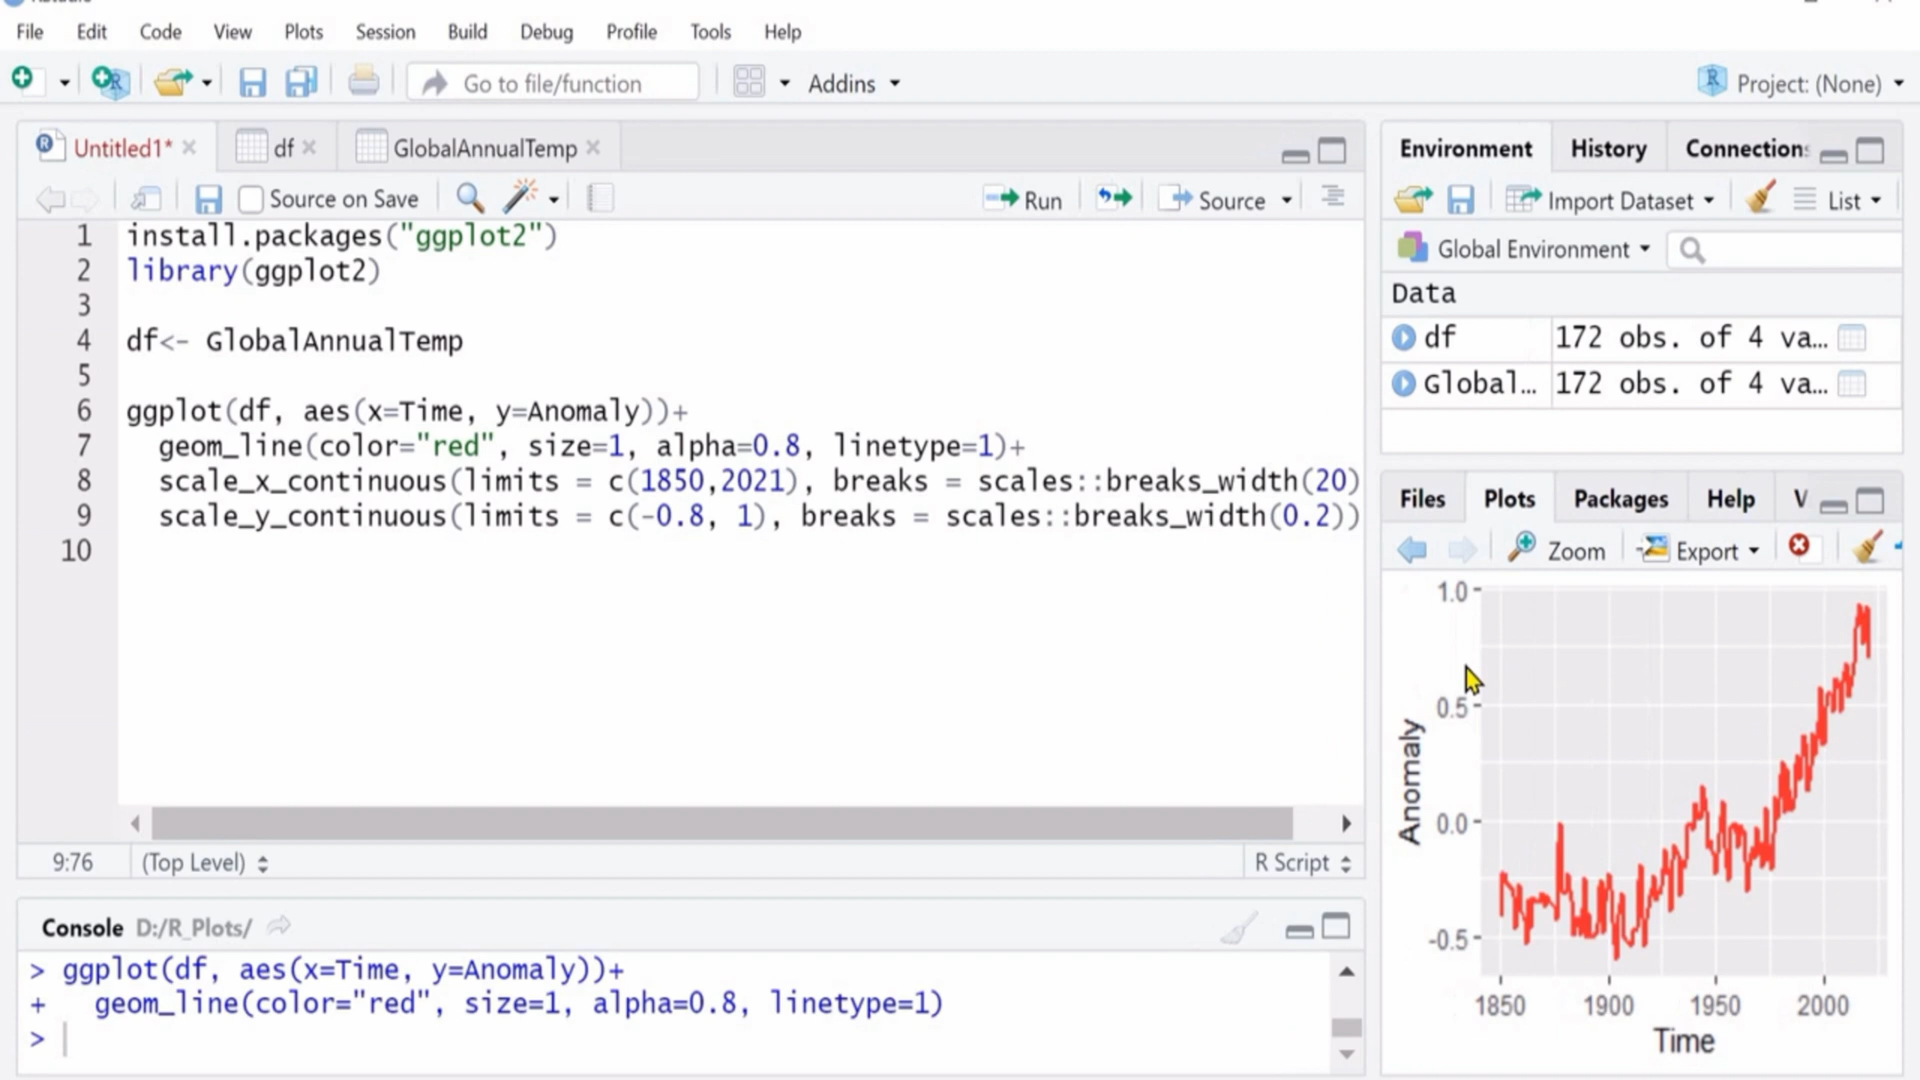 File Edit Code View Plots Session Build Debug Profile Tools Help
Go to file/function Addins Project: (None)
Untitled1* df GlobalAnnualTemp
Source on Save Run Source
1 install.packages("ggplot2")
2 library(ggplot2)
3
4 df<- GlobalAnnualTemp
5
6 ggplot(df, aes(x=Time, y=Anomaly))+
7 geom_line(color="red", size=1, alpha=0.8, linetype=1)+
8 scale_x_continuous(limits = c(1850,2021), breaks = scales::breaks_width(20)
9 scale_y_continuous(limits = c(-0.8, 1), breaks = scales::breaks_width(0.2))
10
9:76 (Top Level) R Script
Console D:/R_Plots/
> ggplot(df, aes(x=Time, y=Anomaly))+
+ geom_line(color="red", size=1, alpha=0.8, linetype=1)
>
Environment History Connection
Import Dataset List
Global Environment
Data
df 172 obs. of 4 va…
Global… 172 obs. of 4 va…
Files Plots Packages Help V
Zoom Export
1.0
0.5
0.0
-0.5
Anomaly
1850 1900 1950 2000
Time